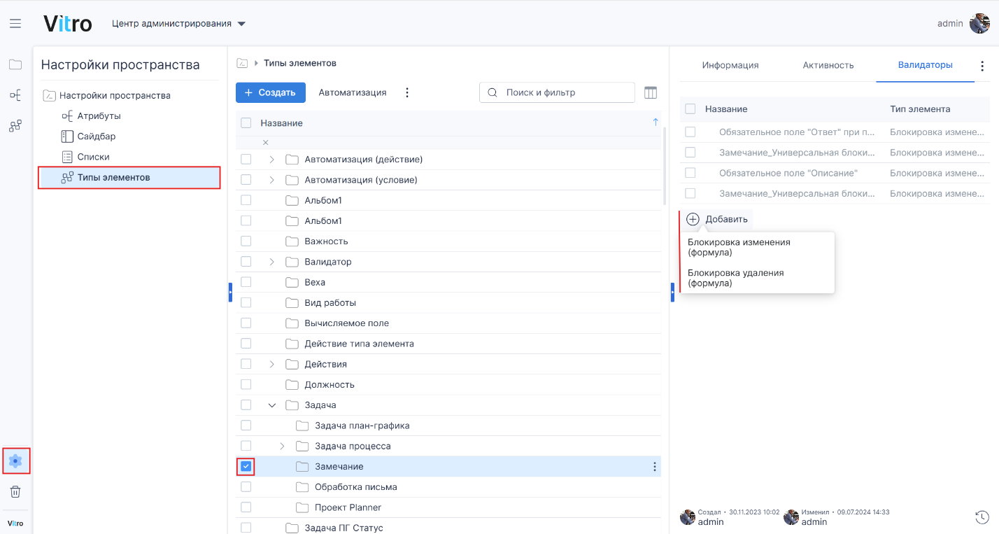 Vitro
Центр администрирования
admin
Настройки пространства
Настройки пространства
Атрибуты
Сайдбар
Списки
Типы элементов
Vitro
Типы элементов
+ Создать
Автоматизация
Поиск и фильтр
Название
Автоматизация (действие)
Автоматизация (условие)
Альбом1
Альбом1
Важность
Валидатор
Веха
Вид работы
Вычисляемое поле
Действие типа элемента
Действия
Должность
Задача
Задача план-графика
Задача процесса
Замечание
Обработка письма
Проект Planner
Задача ПГ Статус
Информация
Активность
Валидаторы
Название
Тип элемента
Обязательное поле "Ответ" при п...
Блокировка измене...
Замечание_Универсальная блоки...
Блокировка измене...
Обязательное поле "Описание"
Блокировка измене...
Замечание_Универсальная блоки...
Блокировка измене...
Добавить
Блокировка изменения
(формула)
Блокировка удаления
(формула)
Создал • 30.11.2023 10:02
admin
Изменил • 09.07.2024 14:33
admin